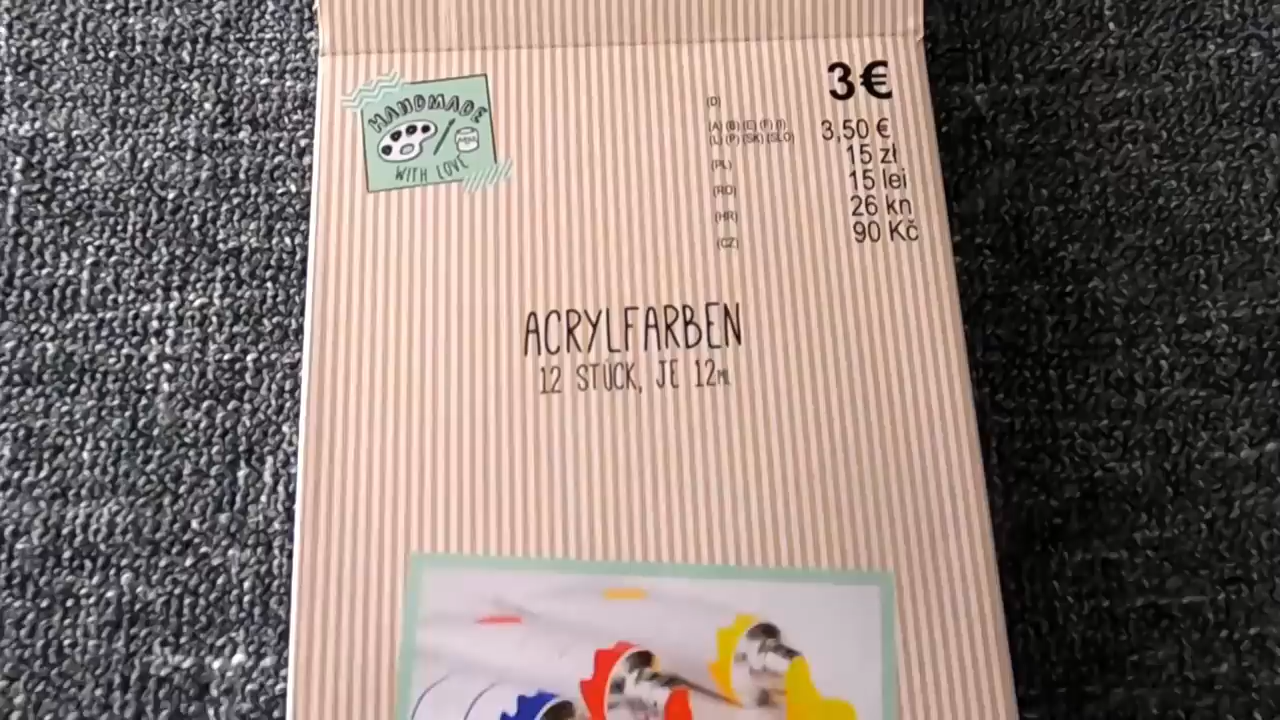 HANDMADE
WITH LOVE
(D) 3€
(A) (B) (E) (F) (I)
(L) (P) (SK) (SLO) 3,50 €
(PL) 15 zł
(RO) 15 lei
(HR) 26 kn
(CZ) 90 Kč
ACRYLFARBEN
12 STÜCK, JE 12ML